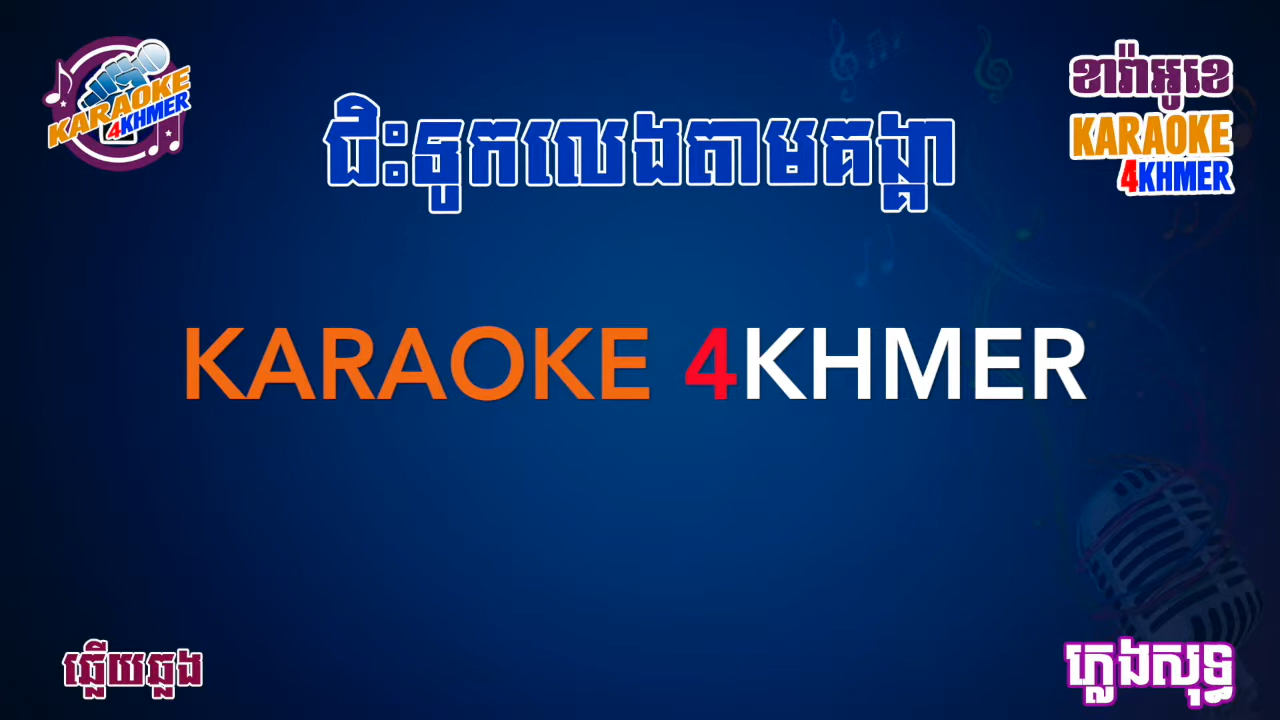 KARAOKE
4KHMER
ជិះទូកលេងតាមគង្គា
ខារ៉ាអូខេ
KARAOKE
4KHMER
KARAOKE 4KHMER
ឆ្លើយឆ្លង
ភ្លេងសុទ្ធ